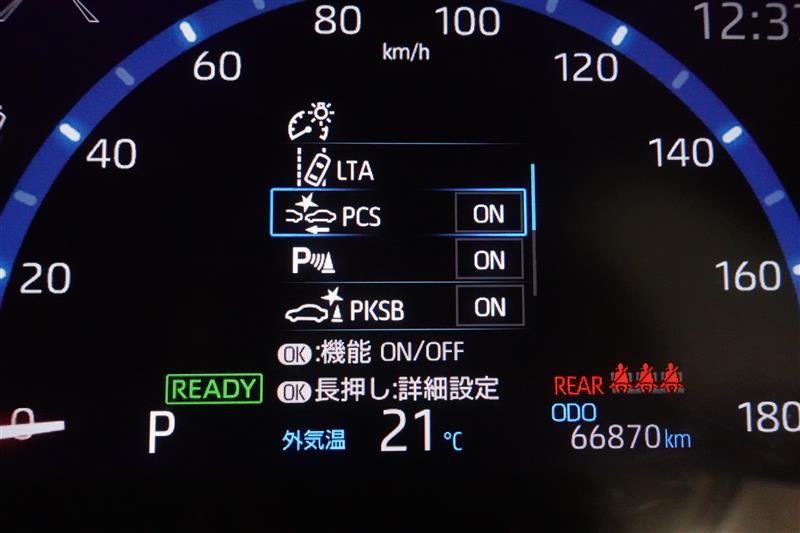 80 100 12:3
km/h
60 120
40 140
LTA
PCS ON
20 P ON 160
PKSB ON
OK:機能 ON/OFF
READY OK長押し:詳細設定 REAR
0 P 外気温 21℃ ODO 66870km 180